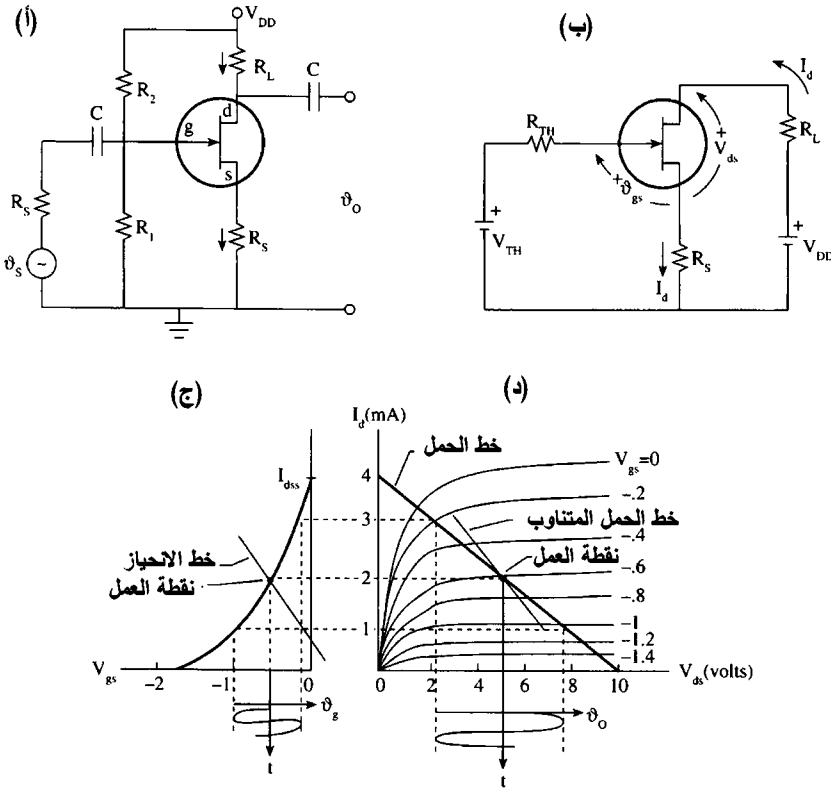 (أ)
V_DD
R_2
R_L
C
C
d
g
s
R_S
R_1
R_S
ϑ_S
~
ϑ_O
(ب)
I_d
R_TH
+
V_ds
R_L
+
ϑ_gs
+
V_TH
R_S
+
V_DD
I_d
(ج)
I_dss
خط الانحياز
نقطة العمل
V_gs
−2
−1
0
ϑ_g
t
(د)
I_d(mA)
خط الحمل
V_gs=0
4
−.2
خط الحمل المتناوب
3
−.4
نقطة العمل
2
−.6
−.8
1
−1
−1.2
−1.4
0
2
4
6
8
10
V_ds(volts)
ϑ_O
t